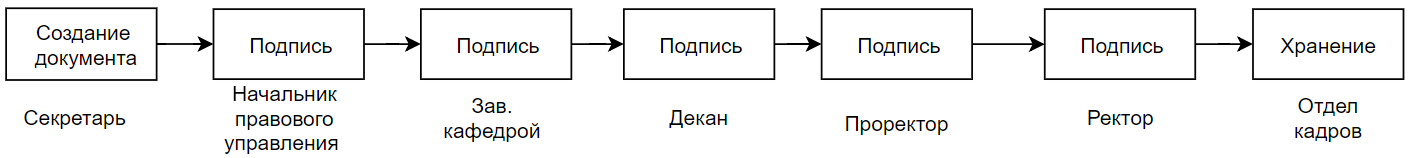 Создание
документа
Подпись
Подпись
Подпись
Подпись
Подпись
Хранение
Секретарь
Начальник
правового
управления
Зав.
кафедрой
Декан
Проректор
Ректор
Отдел
кадров